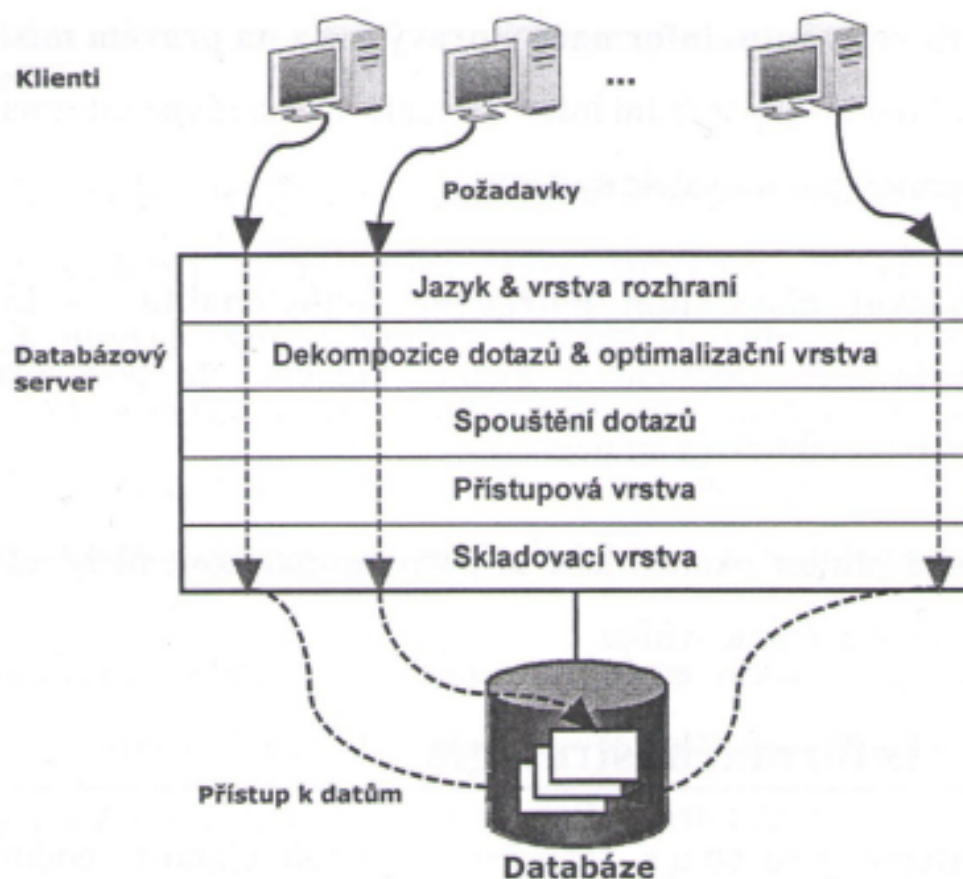 Klienti
...
Požadavky
Jazyk & vrstva rozhraní
Databázový
server
Dekompozice dotazů & optimalizační vrstva
Spouštění dotazů
Přístupová vrstva
Skladovací vrstva
Přístup k datům
Databáze